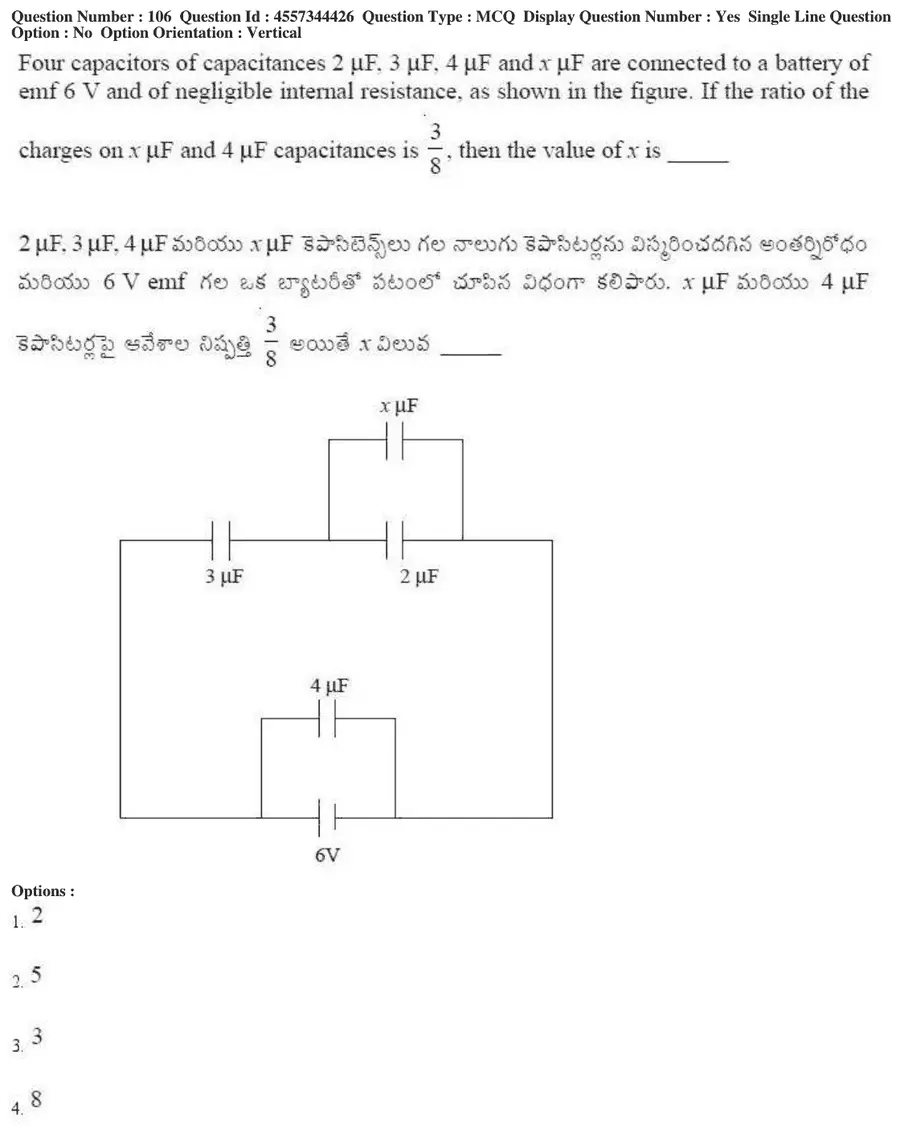 Question Number : 106 Question Id : 4557344426 Question Type : MCQ Display Question Number : Yes Single Line Question
Option : No Option Orientation : Vertical
Four capacitors of capacitances 2 μF, 3 μF, 4 μF and x μF are connected to a battery of
emf 6 V and of negligible internal resistance, as shown in the figure. If the ratio of the
charges on x μF and 4 μF capacitances is 3/8, then the value of x is _____
2 μF, 3 μF, 4 μF మరియు x μF కెపాసిటెన్స్‌లు గల నాలుగు కెపాసిటర్లను విస్మరించదగిన అంతర్నిరోధం
మరియు 6 V emf గల ఒక బ్యాటరీతో పటంలో చూపిన విధంగా కలిపారు. x μF మరియు 4 μF
కెపాసిటర్లపై ఆవేశాల నిష్పత్తి 3/8 అయితే x విలువ _____
x μF
3 μF
2 μF
4 μF
6V
Options :
1. 2
2. 5
3. 3
4. 8